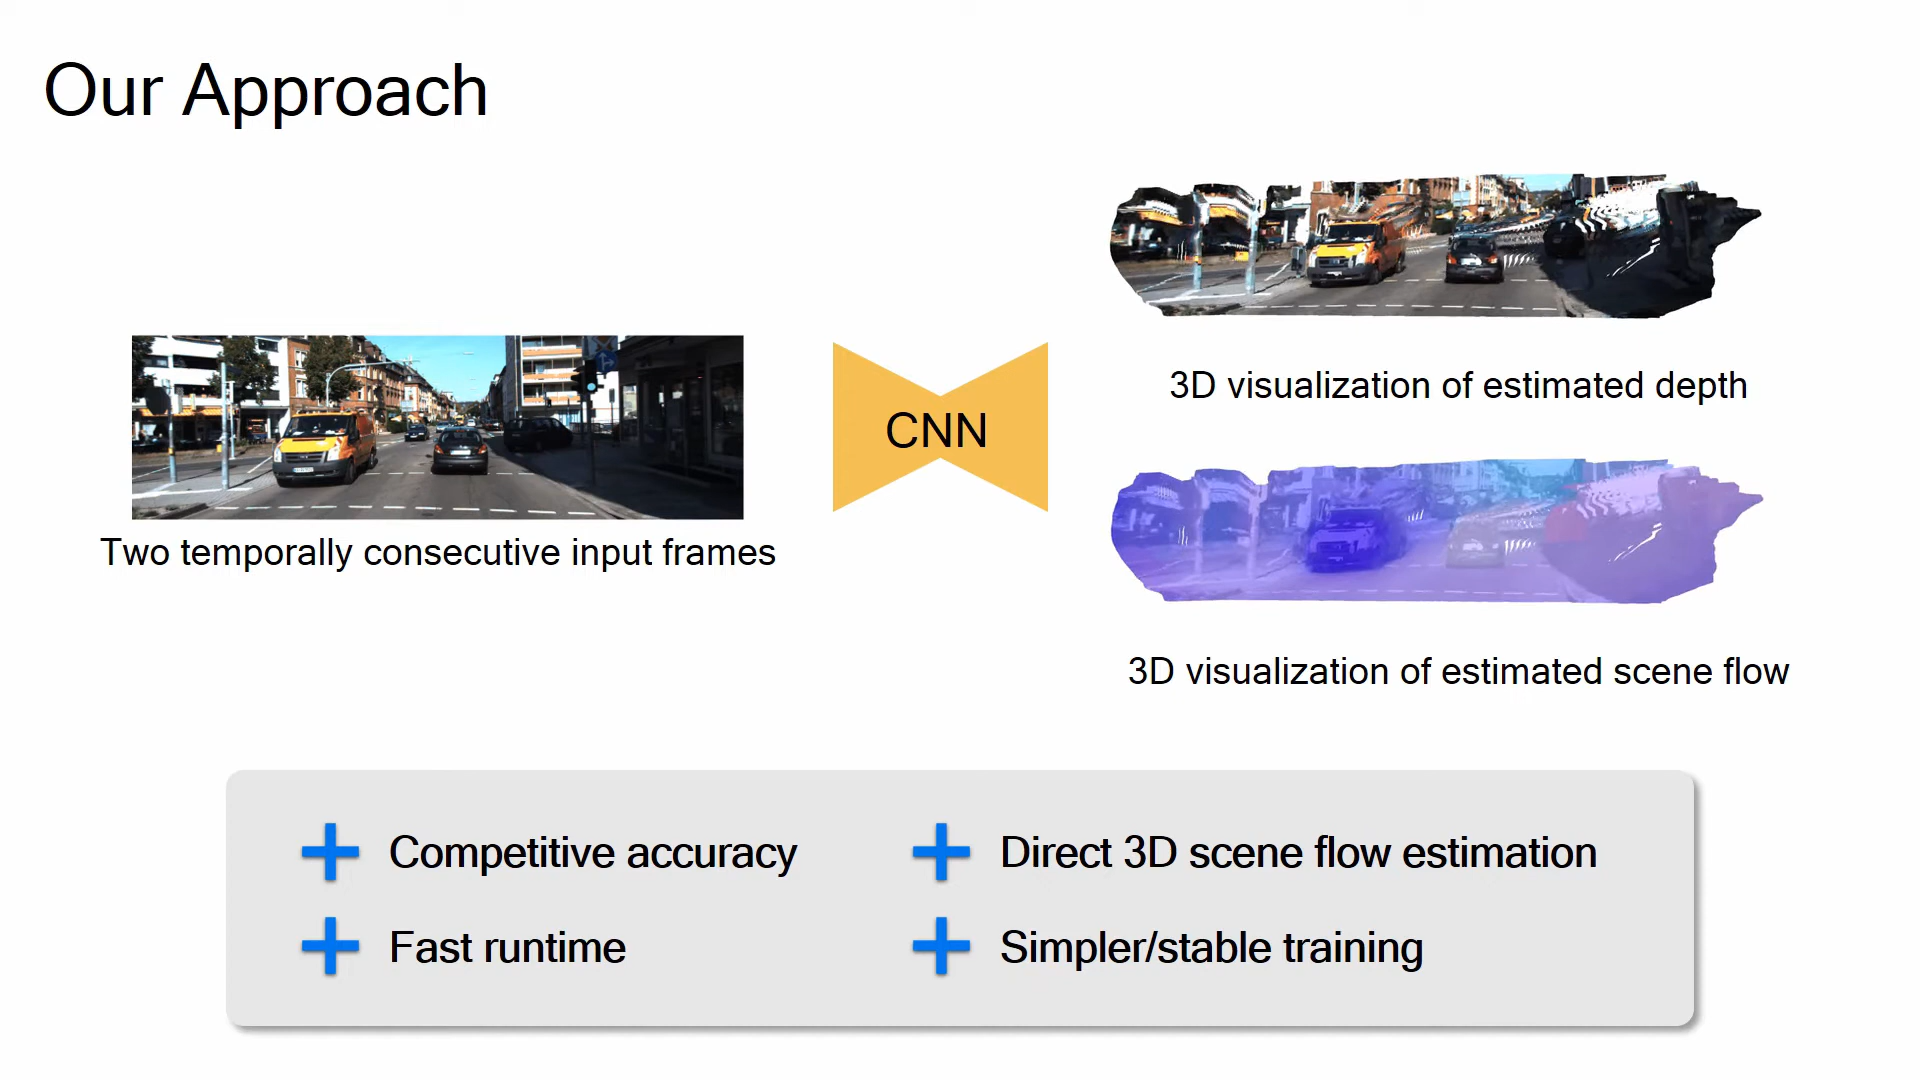 Our Approach
Two temporally consecutive input frames
CNN
3D visualization of estimated depth
3D visualization of estimated scene flow
Competitive accuracy
Direct 3D scene flow estimation
Fast runtime
Simpler/stable training